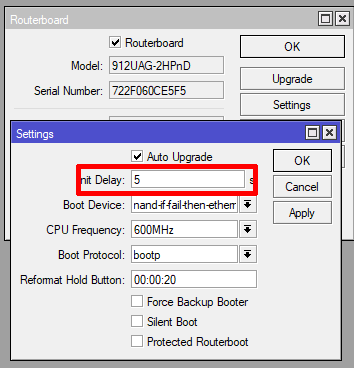 Routerboard
Routerboard
OK
Model: 912UAG-2HPnD
Upgrade
Serial Number: 722F060CE5F5
Settings
Settings
Auto Upgrade
OK
nit Delay: 5 s
Cancel
Boot Device: nand-if-fail-then-ethern
Apply
CPU Frequency: 600MHz
Boot Protocol: bootp
Reformat Hold Button: 00:00:20
Force Backup Booter
Silent Boot
Protected Routerboot